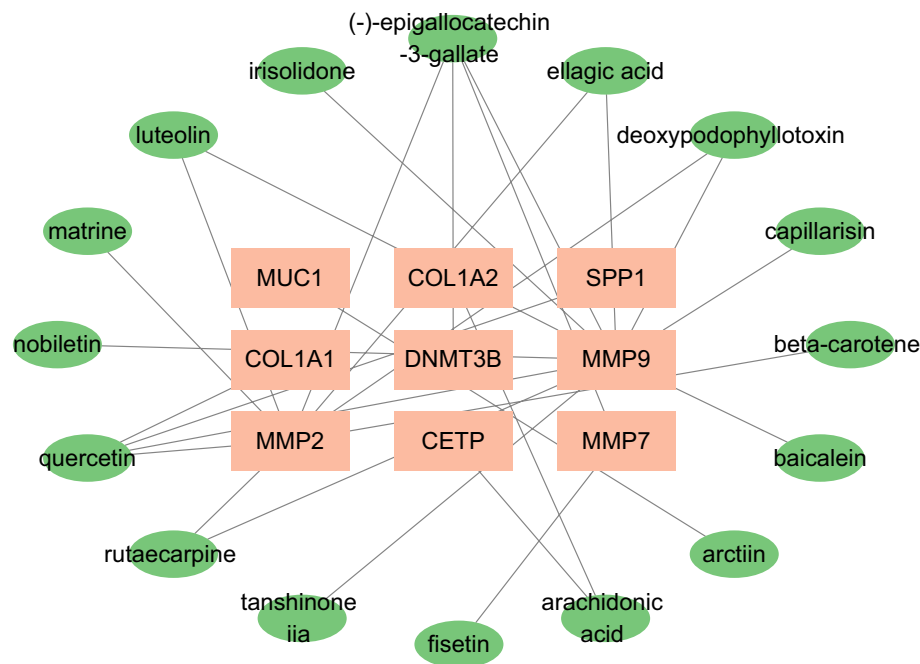 (-)-epigallocatechin
-3-gallate
irisolidone
ellagic acid
luteolin
deoxypodophyllotoxin
matrine
capillarisin
MUC1
COL1A2
SPP1
nobiletin
COL1A1
DNMT3B
MMP9
beta-carotene
quercetin
MMP2
CETP
MMP7
baicalein
rutaecarpine
arctiin
tanshinone
iia
fisetin
arachidonic
acid